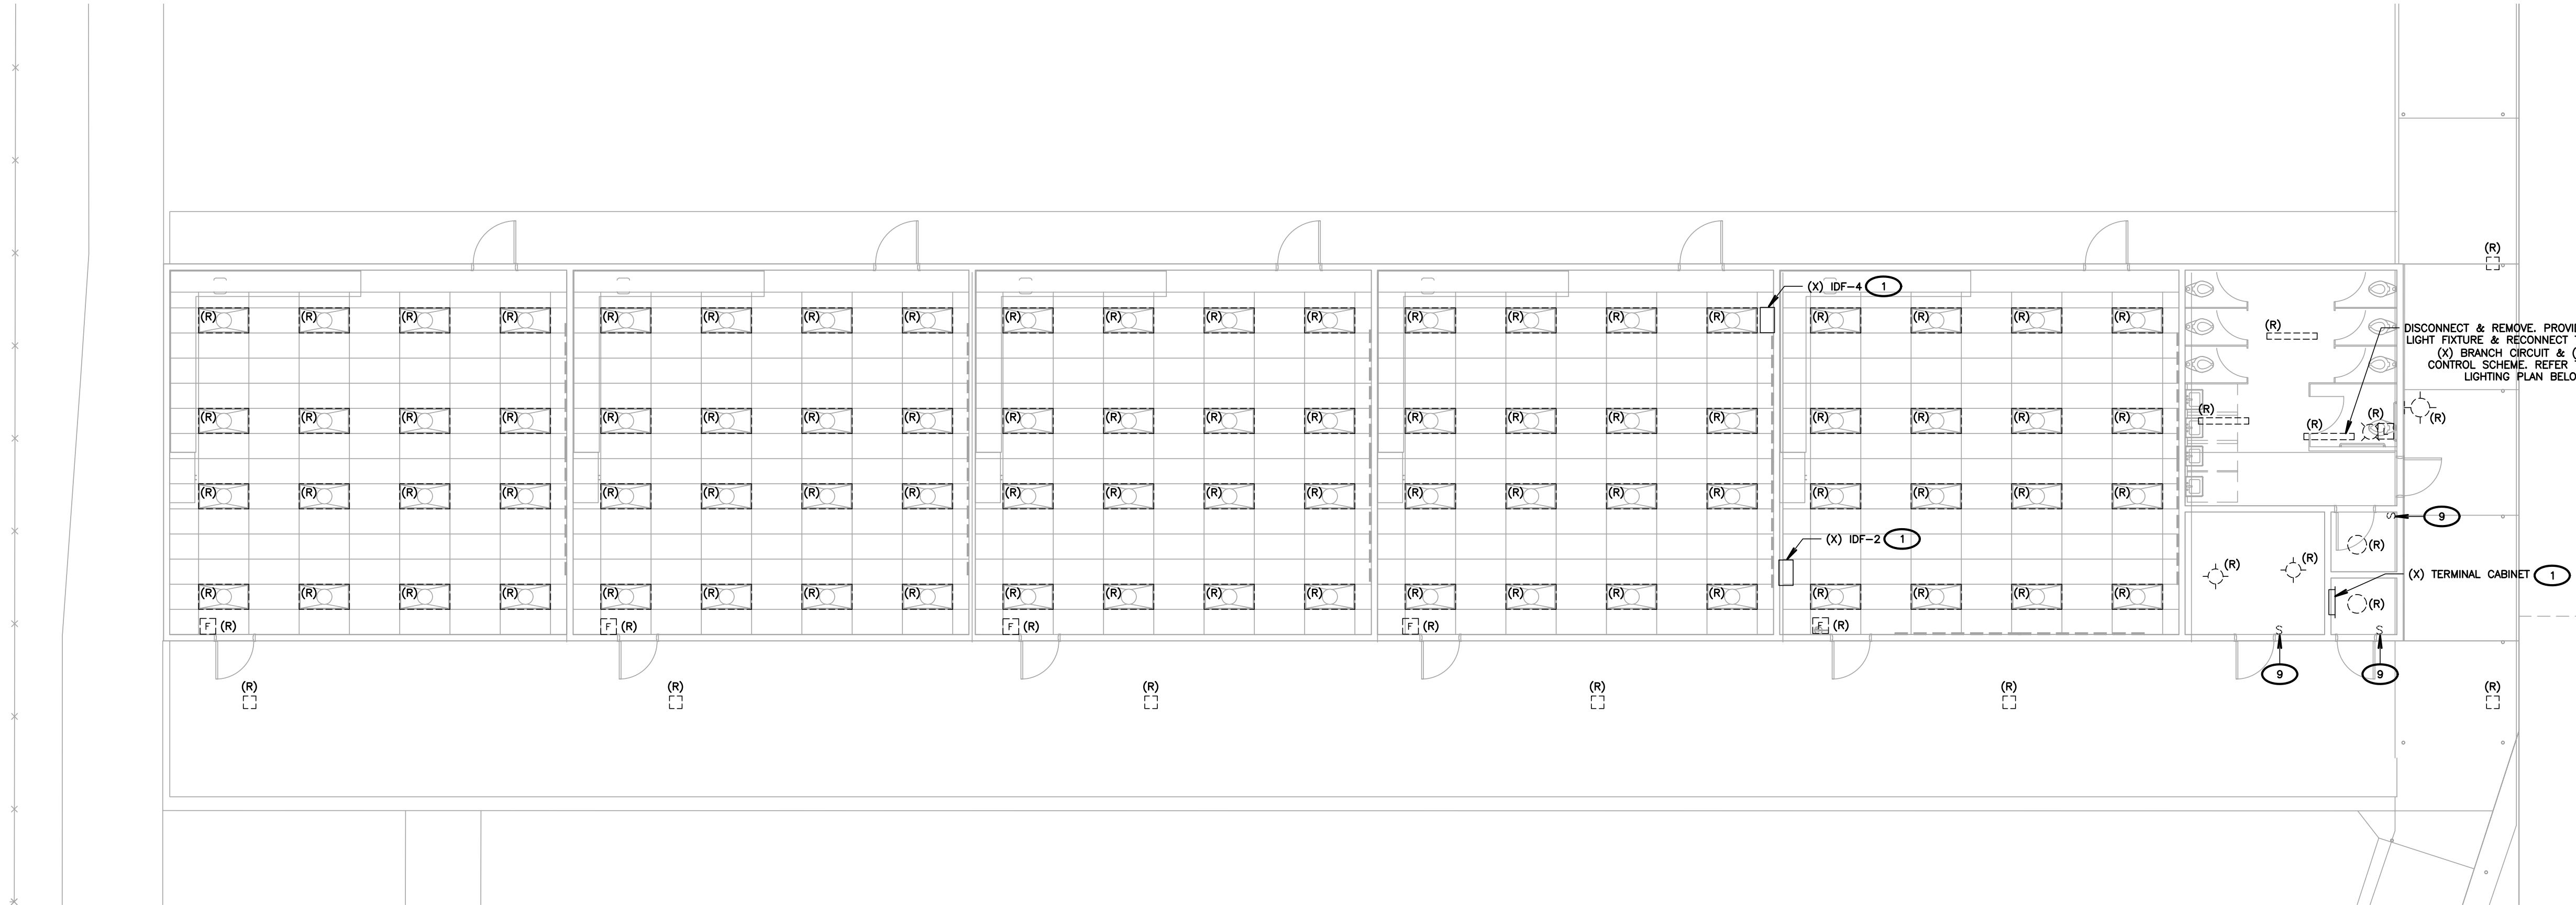 (R)
(X) IDF-4 1
(R) (R) (R) (R) (R) (R) (R) (R) (R) (R) (R) (R) (R) (R) (R) (R) (R) (R) (R) (R)
(R)
DISCONNECT & REMOVE. PROVI
LIGHT FIXTURE & RECONNECT
(X) BRANCH CIRCUIT & (
CONTROL SCHEME. REFER
LIGHTING PLAN BELO
(R) (R) (R) (R) (R) (R) (R) (R) (R) (R) (R) (R) (R) (R) (R) (R) (R) (R) (R) (R)
(R) (R) (R) (R)
(R) (R) (R) (R) (R) (R) (R) (R) (R) (R) (R) (R) (R) (R) (R) (R) (R) (R) (R) (R)
S 9
(X) IDF-2 1
(R)
(R) (R)
(X) TERMINAL CABINET 1
(R) (R) (R) (R) (R) (R) (R) (R) (R) (R) (R) (R) (R) (R) (R) (R) (R) (R) (R) (R)
(R)
F (R) F (R) F (R) F (R) F (R)
S S
9 9
(R) (R) (R) (R) (R) (R)